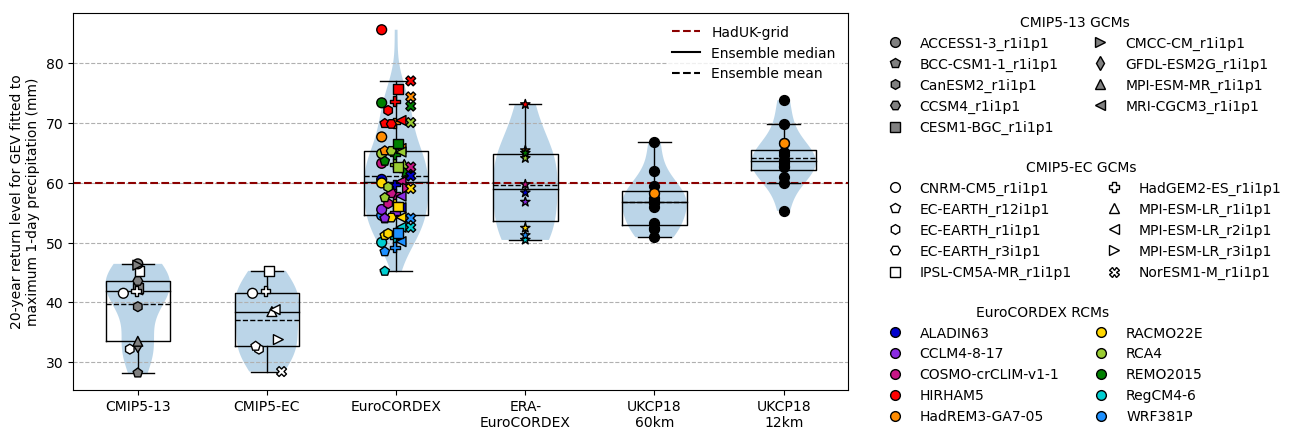 20-year return level for GEV fitted to
maximum 1-day precipitation (mm)
80
70
60
50
40
30
CMIP5-13
CMIP5-EC
EuroCORDEX
ERA-
EuroCORDEX
UKCP18
60km
UKCP18
12km
HadUK-grid
Ensemble median
Ensemble mean
CMIP5-13 GCMs
ACCESS1-3_r1i1p1
BCC-CSM1-1_r1i1p1
CanESM2_r1i1p1
CCSM4_r1i1p1
CESM1-BGC_r1i1p1
CMCC-CM_r1i1p1
GFDL-ESM2G_r1i1p1
MPI-ESM-MR_r1i1p1
MRI-CGCM3_r1i1p1
CMIP5-EC GCMs
CNRM-CM5_r1i1p1
EC-EARTH_r12i1p1
EC-EARTH_r1i1p1
EC-EARTH_r3i1p1
IPSL-CM5A-MR_r1i1p1
HadGEM2-ES_r1i1p1
MPI-ESM-LR_r1i1p1
MPI-ESM-LR_r2i1p1
MPI-ESM-LR_r3i1p1
NorESM1-M_r1i1p1
EuroCORDEX RCMs
ALADIN63
CCLM4-8-17
COSMO-crCLIM-v1-1
HIRHAM5
HadREM3-GA7-05
RACMO22E
RCA4
REMO2015
RegCM4-6
WRF381P